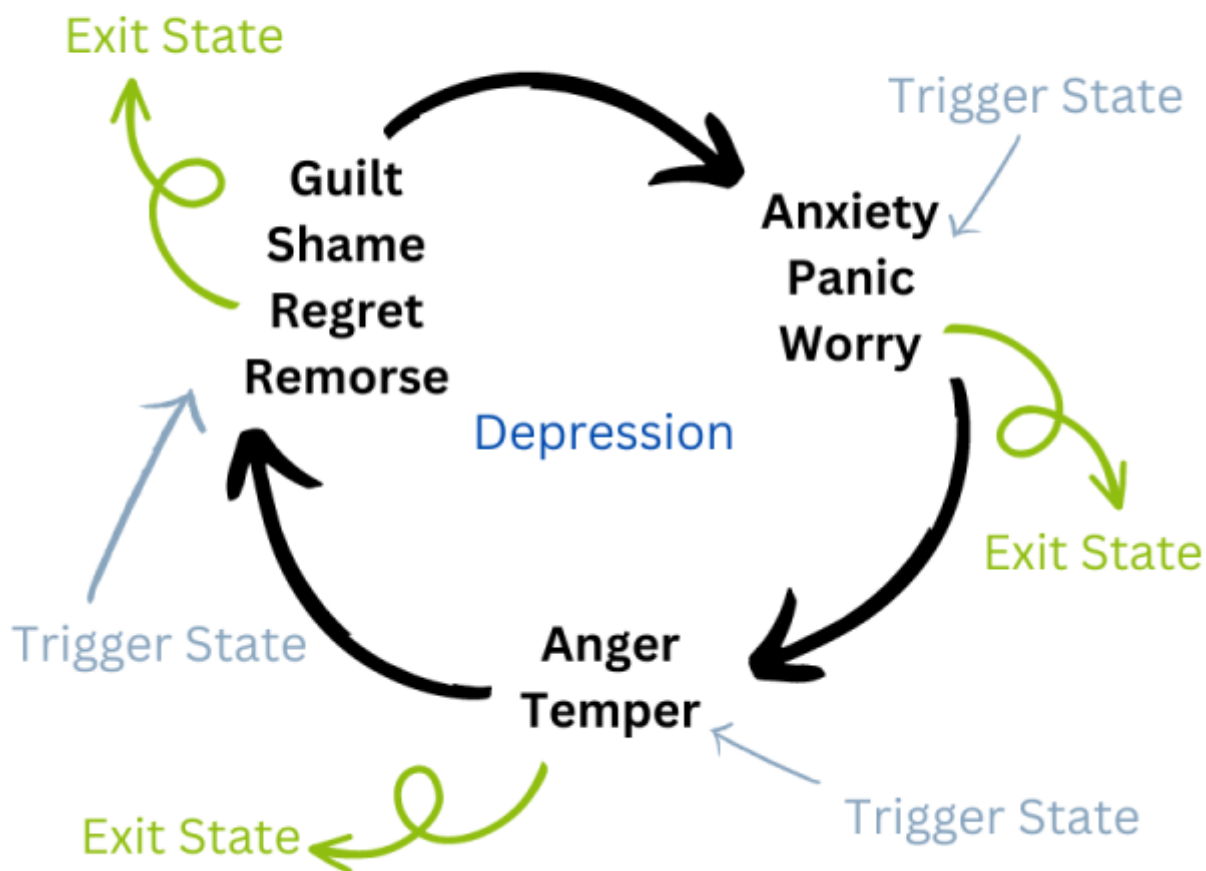 Exit State
Trigger State
Guilt
Shame
Regret
Remorse
Anxiety
Panic
Worry
Depression
Exit State
Trigger State
Anger
Temper
Trigger State
Exit State